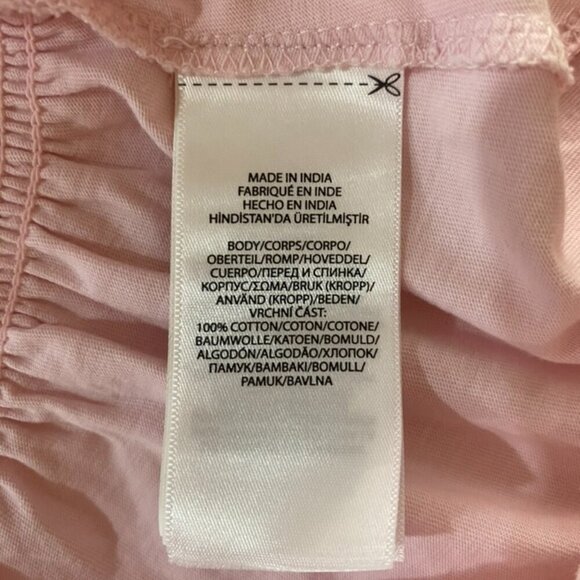 MADE IN INDIA
FABRIQUÉ EN INDE
HECHO EN INDIA
HİNDİSTAN'DA ÜRETİLMİŞTİR
BODY/CORPS/CORPO/
OBERTEIL/ROMP/HOVEDDEL/
CUERPO/ПЕРЕД И СПИНКА/
КОРПУС/ΣΩΜΑ/BRUK (KROPP)/
ANVÄND (KROPP)/BEDEN/
VRCHNÍ ČÁST:
100% COTTON/COTON/COTONE/
BAUMWOLLE/KATOEN/BOMULD/
ALGODÓN/ALGODÃO/ХЛОПОК/
ПАМУК/ΒΑΜΒΑΚΙ/BOMULL/
PAMUK/BAVLNA